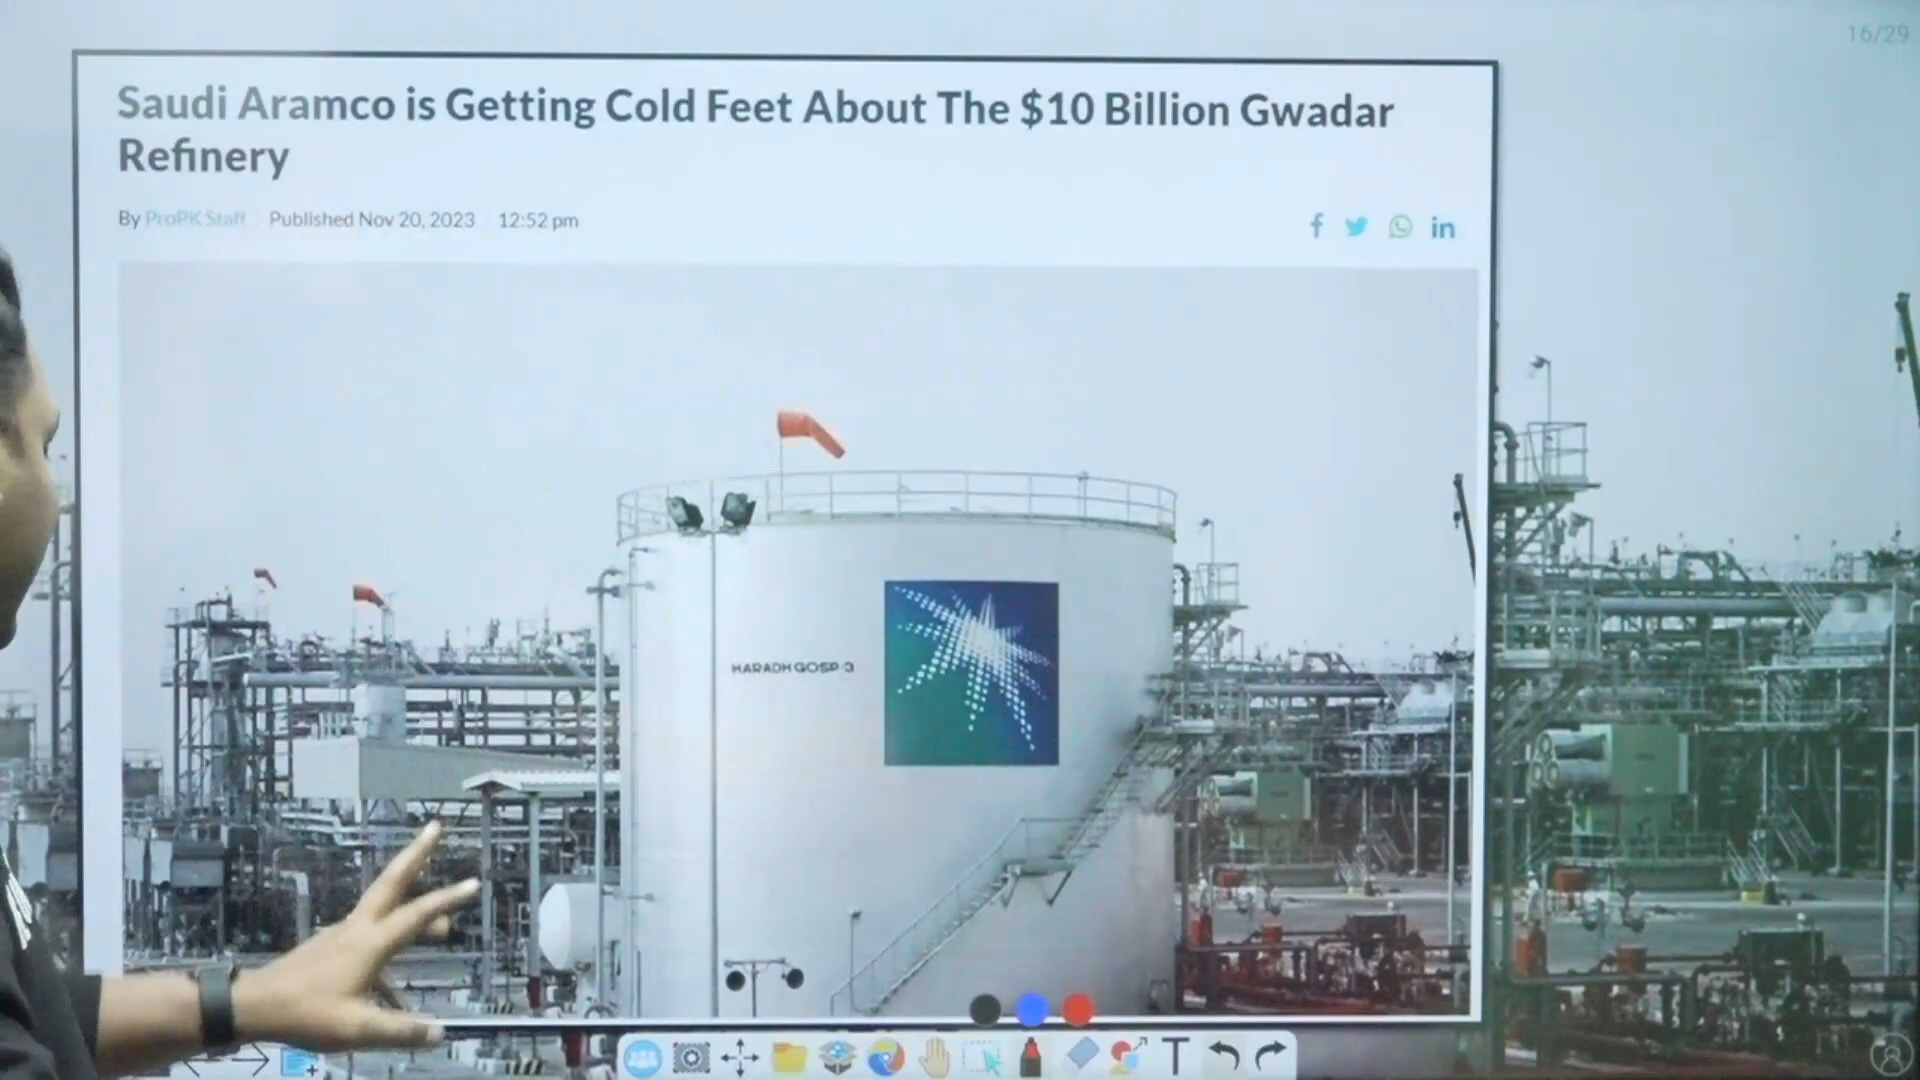 16/29
Saudi Aramco is Getting Cold Feet About The $10 Billion Gwadar
Refinery
By ProPK Staff Published Nov 20, 2023 12:52 pm
HARADH GOSP-3